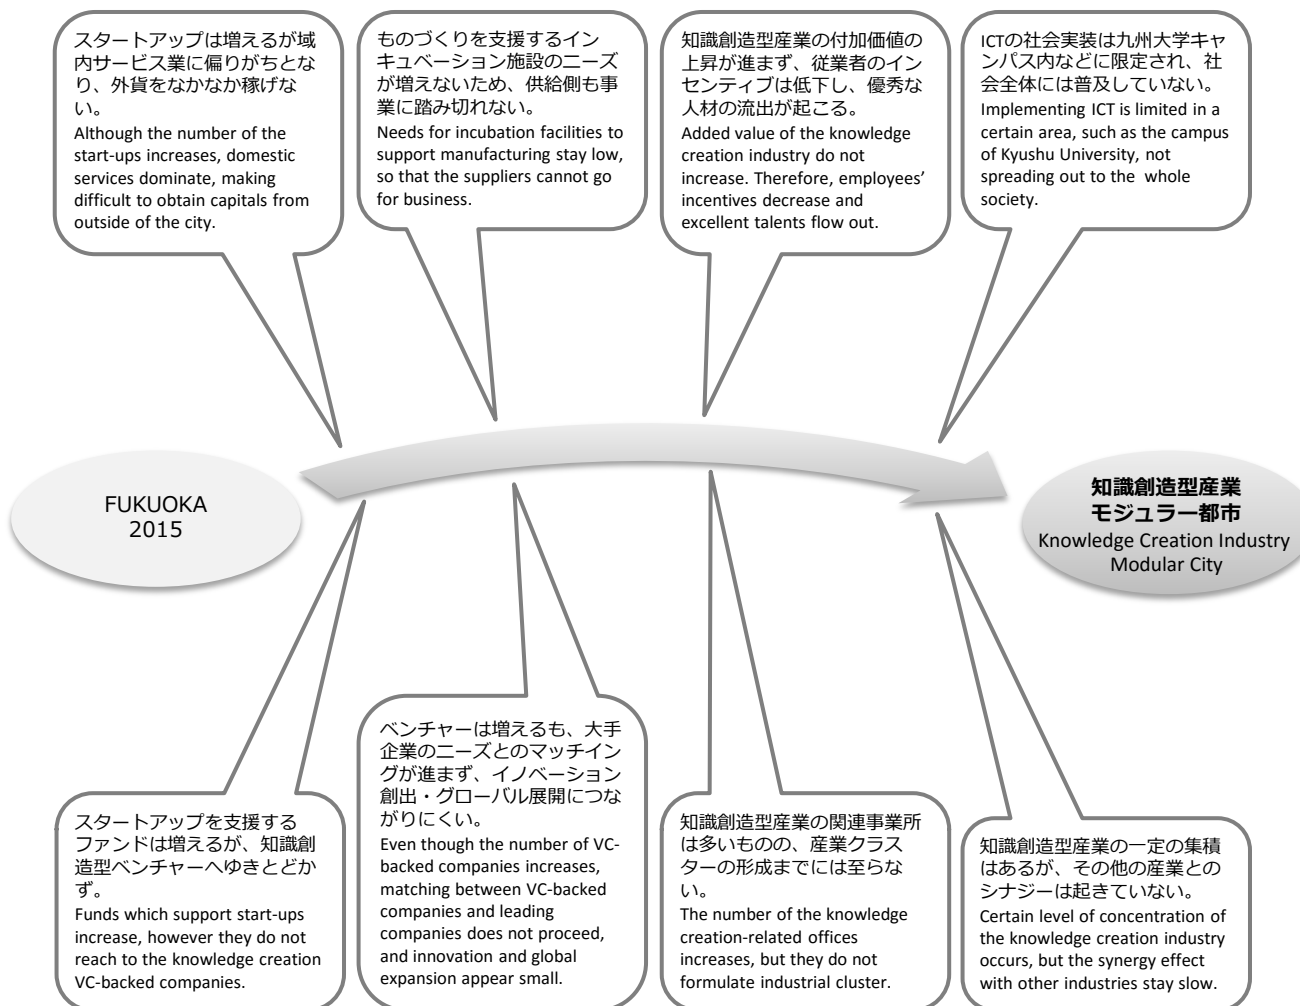 スタートアップは増えるが域
内サービス業に偏りがちとな
り、外貨をなかなか稼げな
い。
Although the number of the
start-ups increases, domestic
services dominate, making
difficult to obtain capitals from
outside of the city.
ものづくりを支援するイン
キュベーション施設のニーズ
が増えないため、供給側も事
業に踏み切れない。
Needs for incubation facilities to
support manufacturing stay low,
so that the suppliers cannot go
for business.
知識創造型産業の付加価値の
上昇が進まず、従業者のイン
センティブは低下し、優秀な
人材の流出が起こる。
Added value of the knowledge
creation industry do not
increase. Therefore, employees’
incentives decrease and
excellent talents flow out.
ICTの社会実装は九州大学キャ
ンパス内などに限定され、社
会全体には普及していない。
Implementing ICT is limited in a
certain area, such as the campus
of Kyushu University, not
spreading out to the whole
society.
FUKUOKA
2015
知識創造型産業
モジュラー都市
Knowledge Creation Industry
Modular City
スタートアップを支援する
ファンドは増えるが、知識創
造型ベンチャーへゆきとどか
ず。
Funds which support start-ups
increase, however they do not
reach to the knowledge creation
VC-backed companies.
ベンチャーは増えるも、大手
企業のニーズとのマッチイン
グが進まず、イノベーション
創出・グローバル展開につな
がりにくい。
Even though the number of VC-
backed companies increases,
matching between VC-backed
companies and leading
companies does not proceed,
and innovation and global
expansion appear small.
知識創造型産業の関連事業所
は多いものの、産業クラス
ターの形成までには至らな
い。
The number of the knowledge
creation-related offices
increases, but they do not
formulate industrial cluster.
知識創造型産業の一定の集積
はあるが、その他の産業との
シナジーは起きていない。
Certain level of concentration of
the knowledge creation industry
occurs, but the synergy effect
with other industries stay slow.